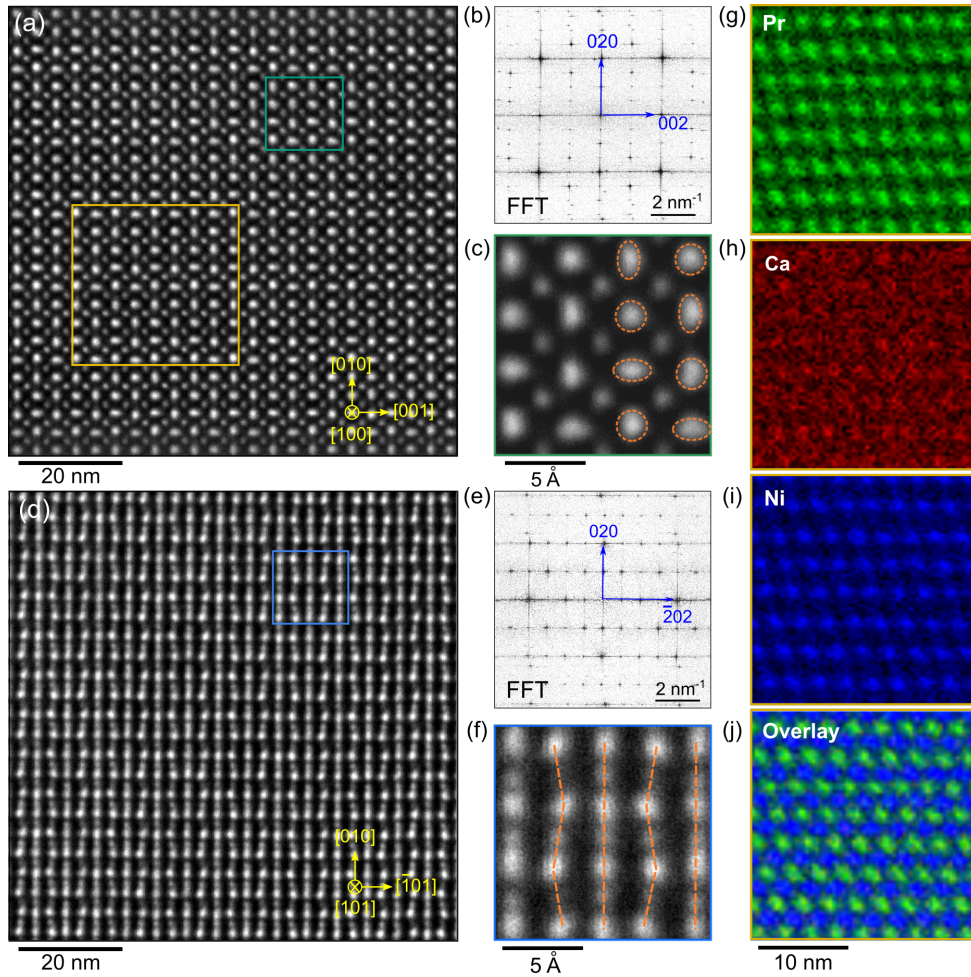 (a)
[010]
[001]
[100]
20 nm
(b)
020
002
FFT
2 nm⁻¹
(c)
5 Å
(d)
[010]
[1̅01]
[101]
20 nm
(e)
020
2̅02
FFT
2 nm⁻¹
(f)
5 Å
(g)
Pr
(h)
Ca
(i)
Ni
(j)
Overlay
10 nm